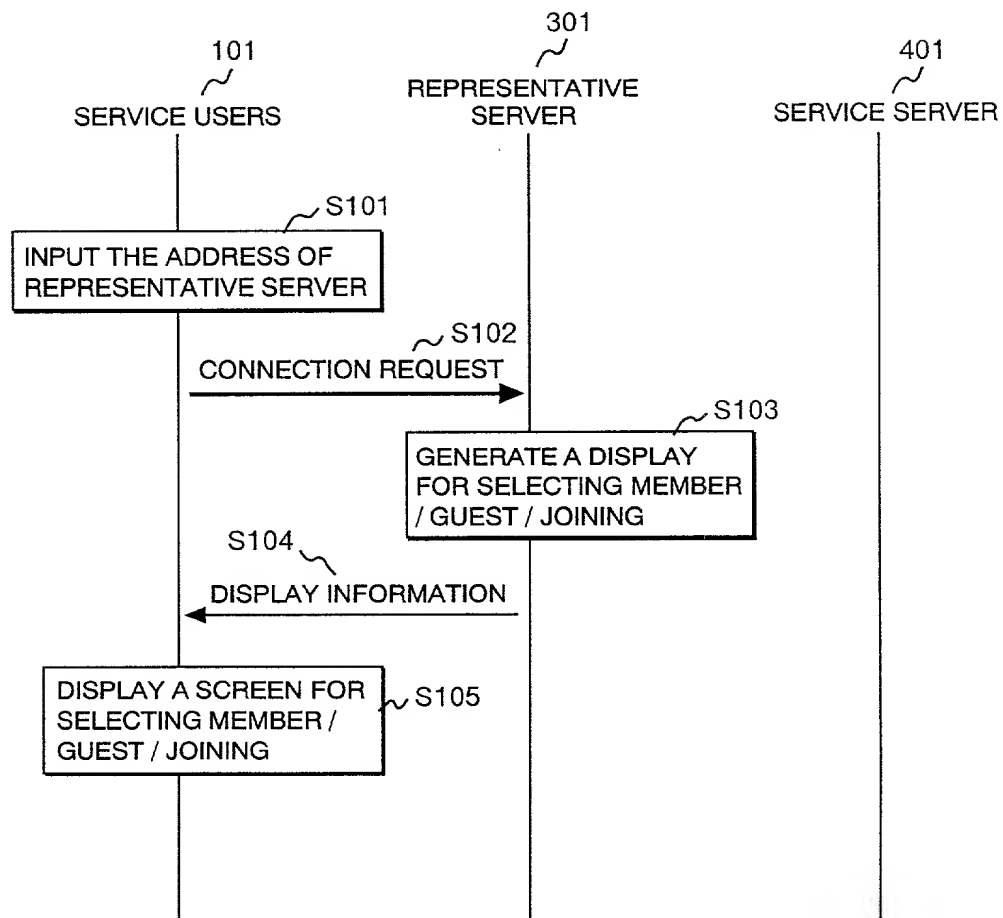 101
SERVICE USERS
301
REPRESENTATIVE
SERVER
401
SERVICE SERVER
S101
INPUT THE ADDRESS OF
REPRESENTATIVE SERVER
S102
CONNECTION REQUEST
S103
GENERATE A DISPLAY
FOR SELECTING MEMBER
/ GUEST / JOINING
S104
DISPLAY INFORMATION
DISPLAY A SCREEN FOR
SELECTING MEMBER /
GUEST / JOINING
S105